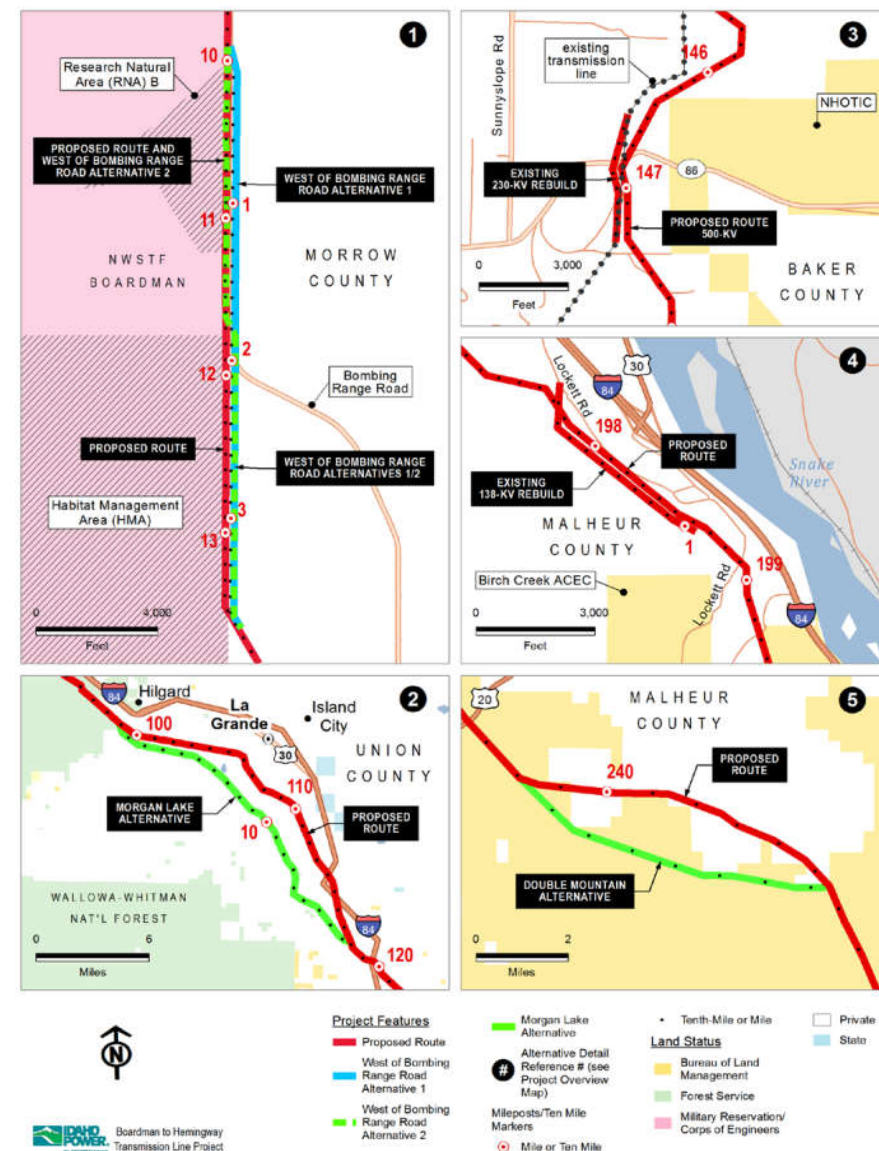 1
10
Research Natural
Area (RNA) B
PROPOSED ROUTE AND
WEST OF BOMBING RANGE
ROAD ALTERNATIVE 2
WEST OF BOMBING RANGE
ROAD ALTERNATIVE 1
1
11
NWSTF
BOARDMAN
MORROW
COUNTY
2
12
Bombing
Range Road
PROPOSED ROUTE
WEST OF BOMBING RANGE
ROAD ALTERNATIVES 1/2
Habitat Management
Area (HMA)
3
13
0 4,000
Feet
3
146
existing
transmission
line
Sunnyslope Rd
NHOTIC
EXISTING
230-KV REBUILD
147
86
PROPOSED ROUTE
500-KV
0 3,000
Feet
BAKER
COUNTY
4
Lockett Rd
30
84
198
PROPOSED
ROUTE
EXISTING
138-KV REBUILD
Snake
River
MALHEUR
COUNTY
1
199
Birch Creek ACEC
Lockett Rd
84
0 3,000
Feet
2
84
Hilgard
La
Grande
Island
City
100
30
UNION
COUNTY
MORGAN LAKE
ALTERNATIVE
110
PROPOSED
ROUTE
10
WALLOWA-WHITMAN
NAT'L FOREST
84
0 6
Miles
120
5
20
MALHEUR
COUNTY
240
PROPOSED
ROUTE
DOUBLE MOUNTAIN
ALTERNATIVE
0 2
Miles
N
IDAHO
POWER
Boardman to Hemingway
Transmission Line Project
Project Features
Proposed Route
West of Bombing
Range Road
Alternative 1
West of Bombing
Range Road
Alternative 2
Morgan Lake
Alternative
#
Alternative Detail
Reference # (see
Project Overview
Map)
Mileposts/Ten Mile
Markers
Mile or Ten Mile
Tenth-Mile or Mile
Land Status
Bureau of Land
Management
Forest Service
Military Reservation/
Corps of Engineers
Private
State